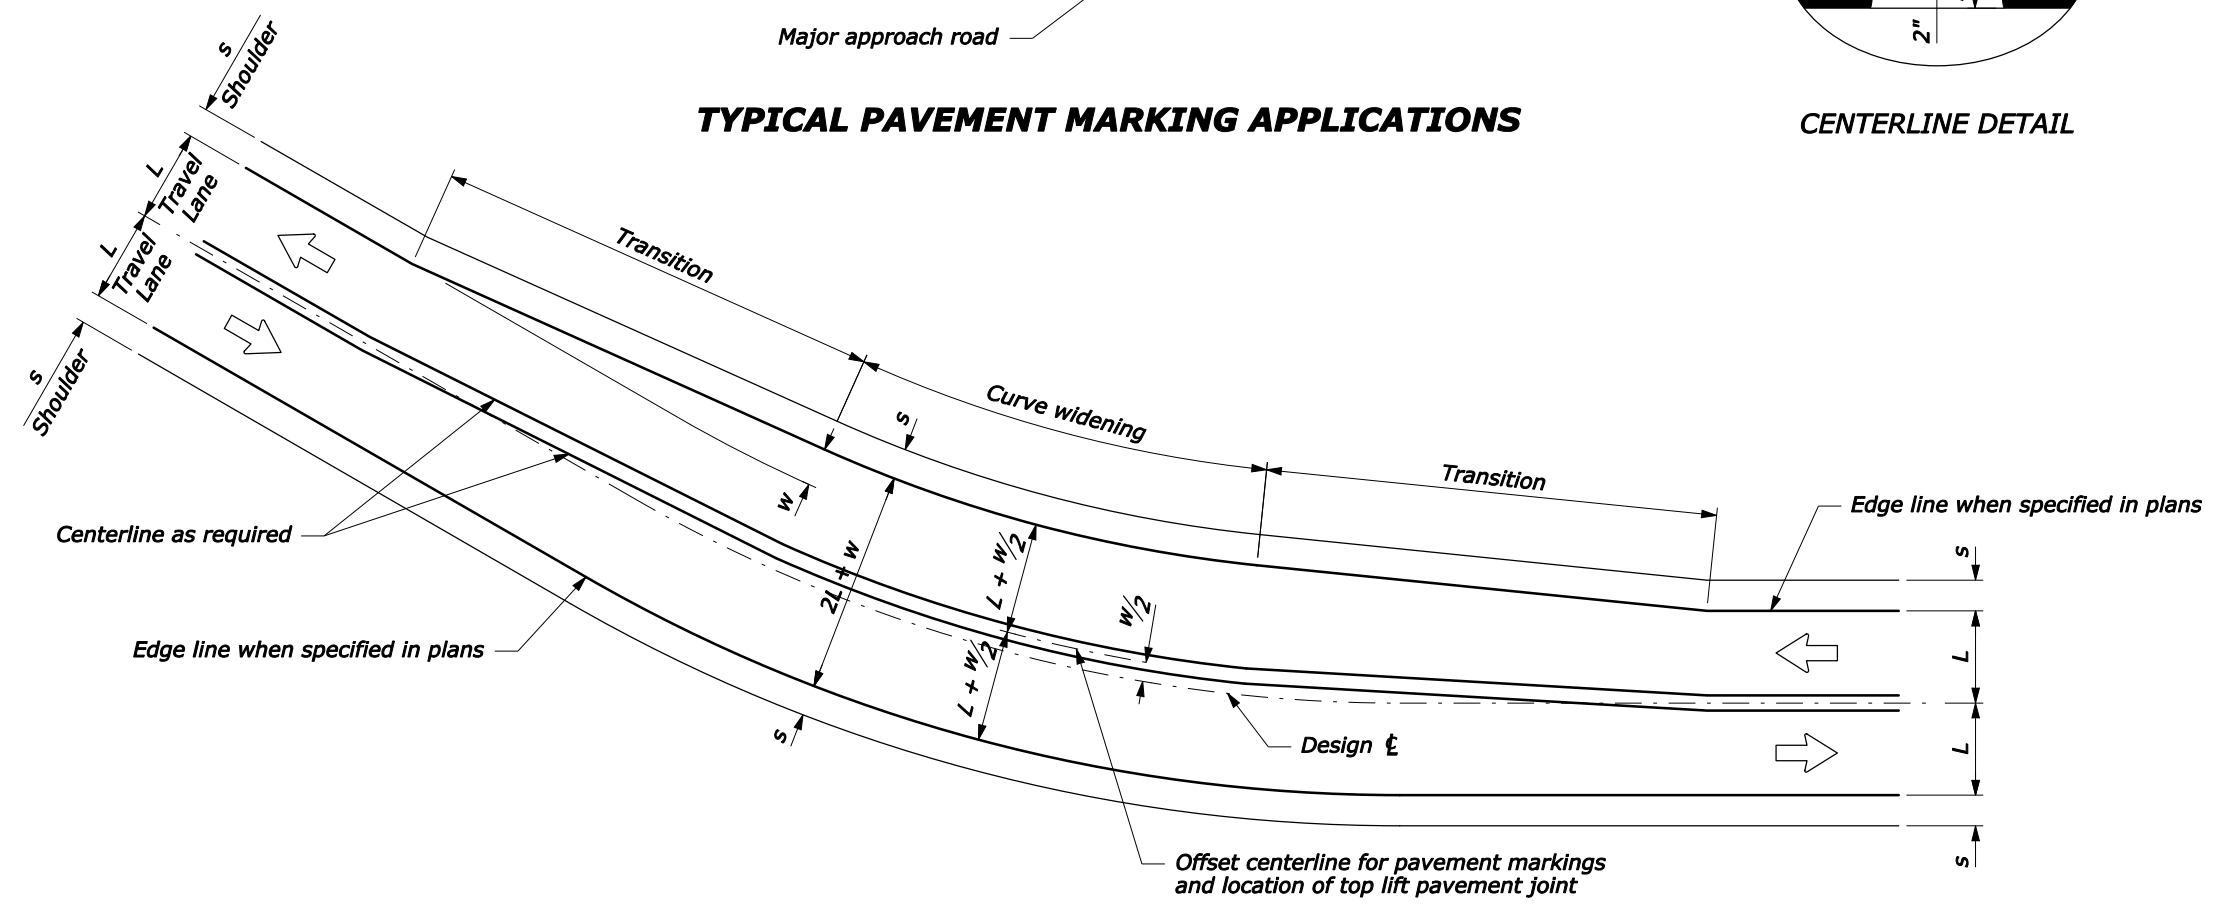 Major approach road
2"
TYPICAL PAVEMENT MARKING APPLICATIONS
CENTERLINE DETAIL
s
Shoulder
L
Travel
Lane
L
Travel
Lane
s
Shoulder
Transition
Curve widening
s
Transition
w
Edge line when specified in plans
Centerline as required
2L + w
L + w/2
L + w/2
w/2
s
L
L
s
Edge line when specified in plans
s
Design ℄
Offset centerline for pavement markings
and location of top lift pavement joint